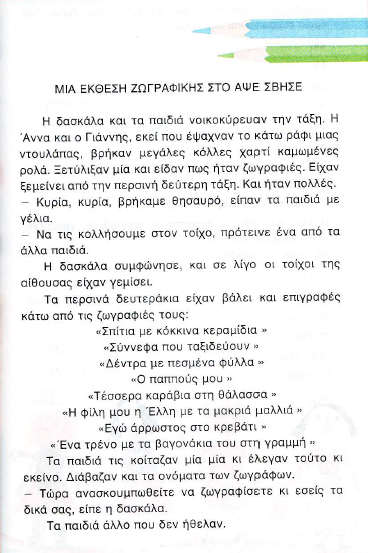 ΜΙΑ ΕΚΘΕΣΗ ΖΩΓΡΑΦΙΚΗΣ ΣΤΟ ΑΨΕ ΣΒΗΣΕ
Η δασκάλα και τα παιδιά νοικοκύρευαν την τάξη. Η
Άννα και ο Γιάννης, εκεί που έψαχναν το κάτω ράφι μιας
ντουλάπας, βρήκαν μεγάλες κόλλες χαρτί καμωμένες
ρολά. Ξετύλιξαν μία και είδαν πως ήταν ζωγραφιές. Είχαν
ξεμείνει από την περσινή δεύτερη τάξη. Και ήταν πολλές.
– Κυρία, κυρία, βρήκαμε θησαυρό, είπαν τα παιδιά με
γέλια.
– Να τις κολλήσουμε στον τοίχο, πρότεινε ένα από τα
άλλα παιδιά.
Η δασκάλα συμφώνησε, και σε λίγο οι τοίχοι της
αίθουσας είχαν γεμίσει.
Τα περσινά δευτεράκια είχαν βάλει και επιγραφές
κάτω από τις ζωγραφιές τους:
«Σπίτια με κόκκινα κεραμίδια »
«Σύννεφα που ταξιδεύουν »
«Δέντρα με πεσμένα φύλλα »
«Ο παππούς μου »
«Τέσσερα καράβια στη θάλασσα »
«Η φίλη μου η Έλλη με τα μακριά μαλλιά »
«Εγώ άρρωστος στο κρεβάτι »
«Ένα τρένο με τα βαγονάκια του στη γραμμή »
Τα παιδιά τις κοίταζαν μία μία κι έλεγαν τούτο κι
εκείνο. Διάβαζαν και τα ονόματα των ζωγράφων.
– Τώρα ανασκουμπωθείτε να ζωγραφίσετε κι εσείς τα
δικά σας, είπε η δασκάλα.
Τα παιδιά άλλο που δεν ήθελαν.